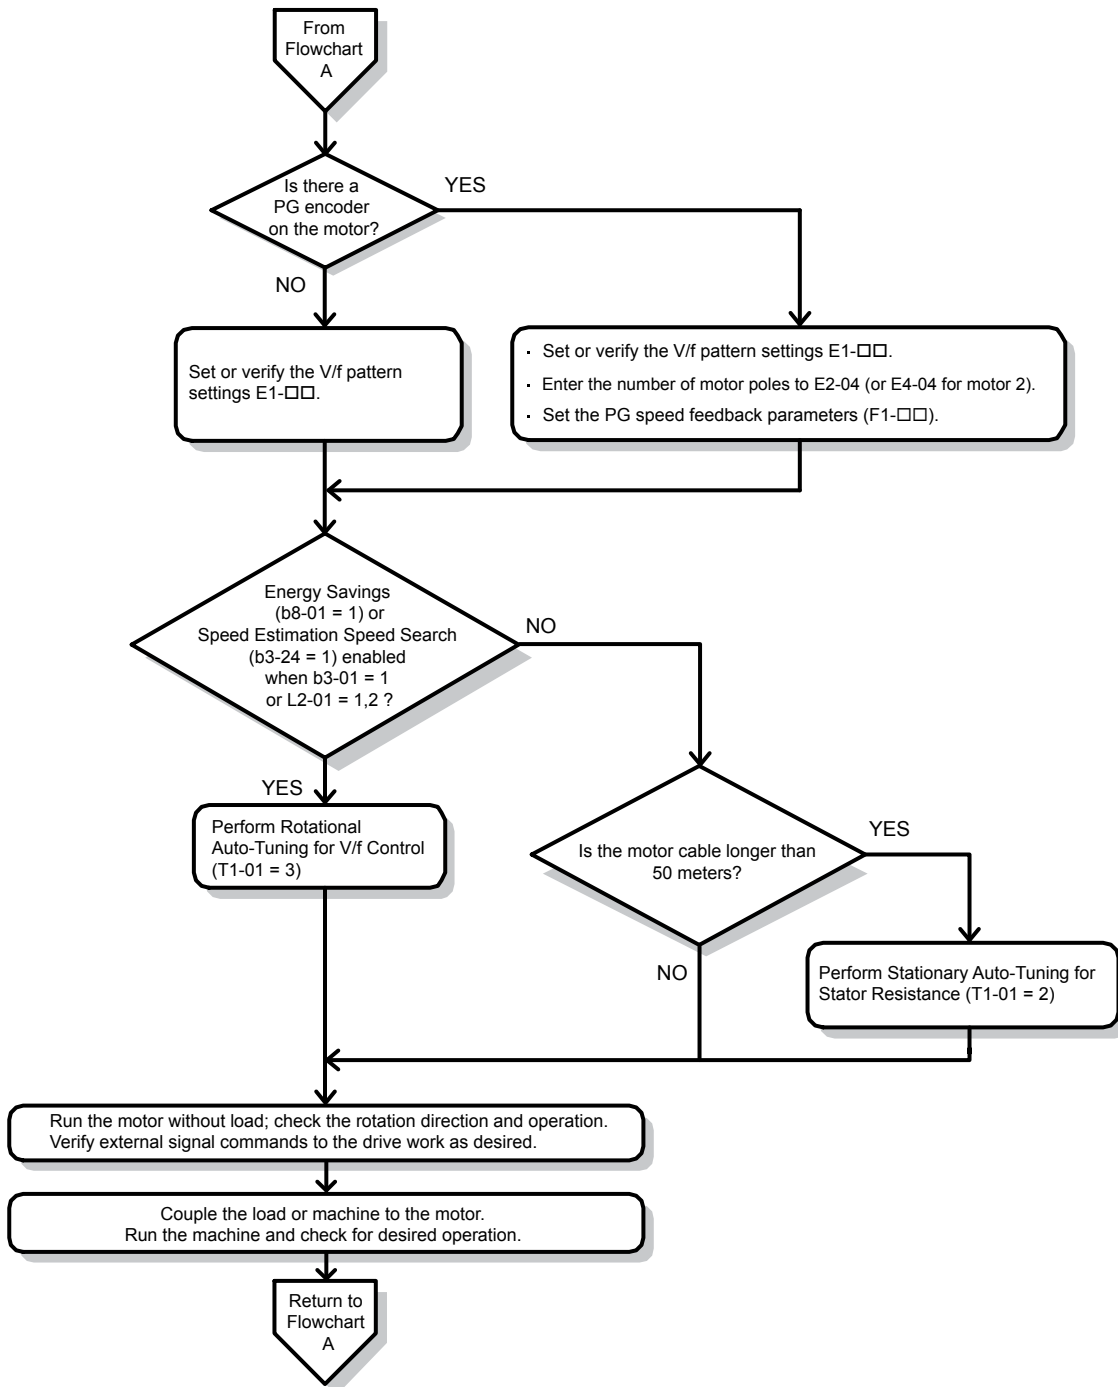 From
Flowchart
A
Is there a
PG encoder
on the motor?
YES
NO
Set or verify the V/f pattern
settings E1-□□.
· Set or verify the V/f pattern settings E1-□□.
· Enter the number of motor poles to E2-04 (or E4-04 for motor 2).
· Set the PG speed feedback parameters (F1-□□).
Energy Savings
(b8-01 = 1) or
Speed Estimation Speed Search
(b3-24 = 1) enabled
when b3-01 = 1
or L2-01 = 1,2 ?
NO
YES
Perform Rotational
Auto-Tuning for V/f Control
(T1-01 = 3)
Is the motor cable longer than
50 meters?
YES
NO
Perform Stationary Auto-Tuning for
Stator Resistance (T1-01 = 2)
Run the motor without load; check the rotation direction and operation.
Verify external signal commands to the drive work as desired.
Couple the load or machine to the motor.
Run the machine and check for desired operation.
Return to
Flowchart
A